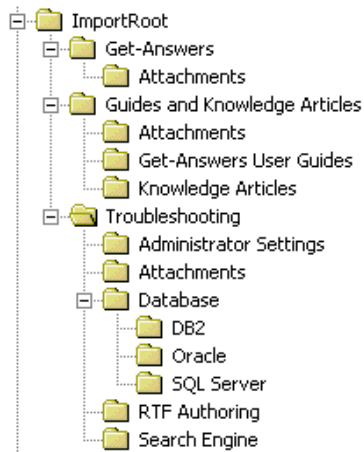 ImportRoot
Get-Answers
Attachments
Guides and Knowledge Articles
Attachments
Get-Answers User Guides
Knowledge Articles
Troubleshooting
Administrator Settings
Attachments
Database
DB2
Oracle
SQL Server
RTF Authoring
Search Engine